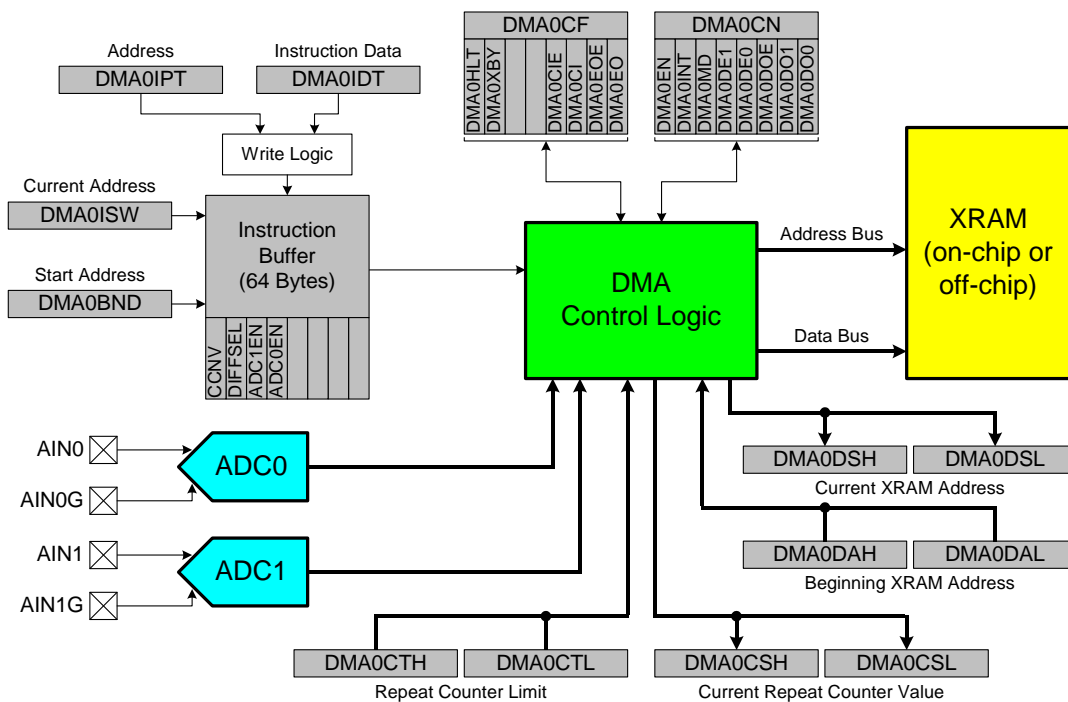 DMA0CF
DMA0HLT
DMA0XBY
DMA0CIE
DMA0CI
DMA0EOE
DMA0EO
DMA0CN
DMA0EN
DMA0INT
DMA0MD
DMA0DE1
DMA0DE0
DMA0DOE
DMA0DO1
DMA0DO0
Address
DMA0IPT
Instruction Data
DMA0IDT
Write Logic
Current Address
DMA0ISW
Start Address
DMA0BND
Instruction
Buffer
(64 Bytes)
CCNV
DIFFSEL
ADC1EN
ADC0EN
DMA
Control Logic
Address Bus
Data Bus
XRAM
(on-chip or
off-chip)
AIN0
AIN0G
ADC0
AIN1
AIN1G
ADC1
DMA0DSH
DMA0DSL
Current XRAM Address
DMA0DAH
DMA0DAL
Beginning XRAM Address
DMA0CTH
DMA0CTL
Repeat Counter Limit
DMA0CSH
DMA0CSL
Current Repeat Counter Value